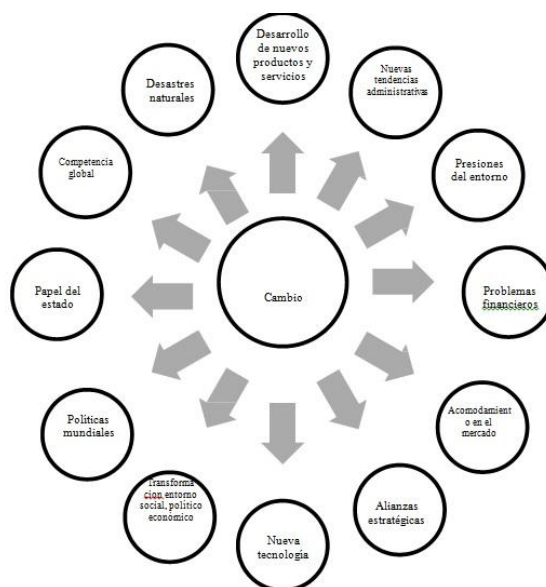 Desarrollo
de nuevos
productos y
servicios
Nuevas
tendencias
administrativas
Presiones
del entorno
Problemas
financieros
Acomodamient
o en el
mercado
Alianzas
estratégicas
Nueva
tecnología
Transforma
cion entorno
social, político
económico
Políticas
mundiales
Papel del
estado
Competencia
global
Desastres
naturales
Cambio